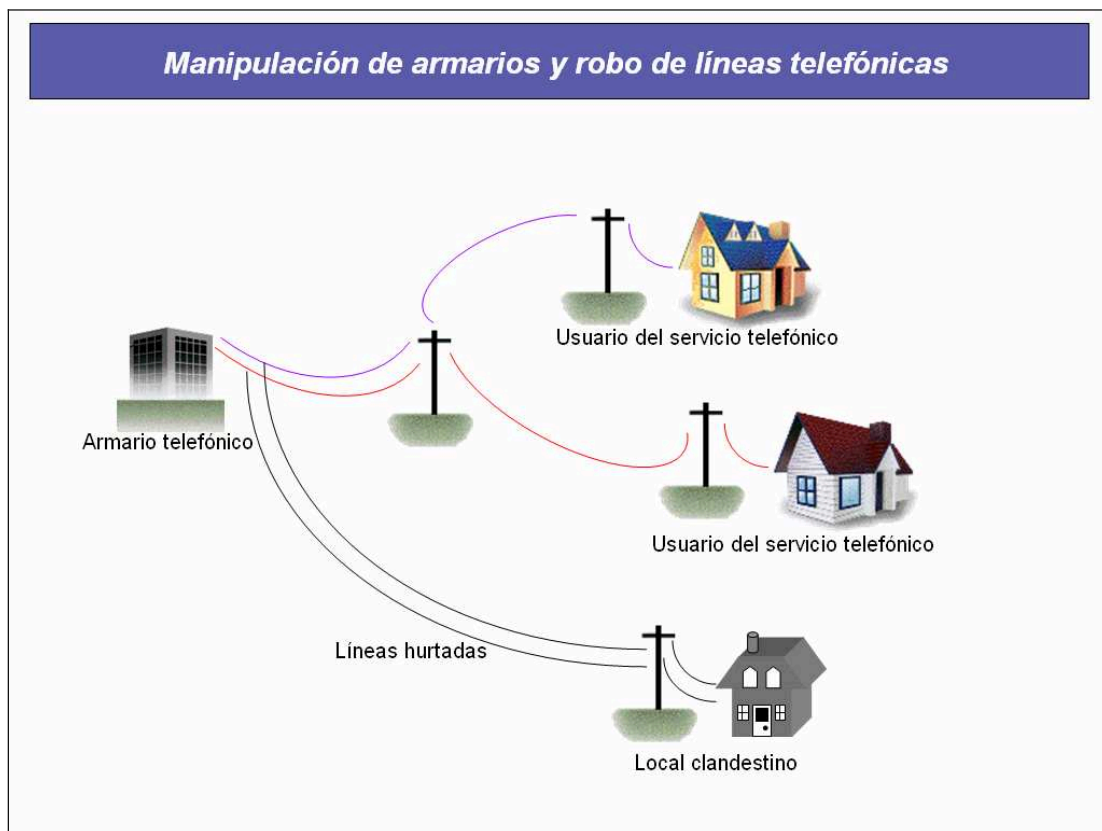 Manipulación de armarios y robo de líneas telefónicas
Usuario del servicio telefónico
Armario telefónico
Usuario del servicio telefónico
Líneas hurtadas
Local clandestino